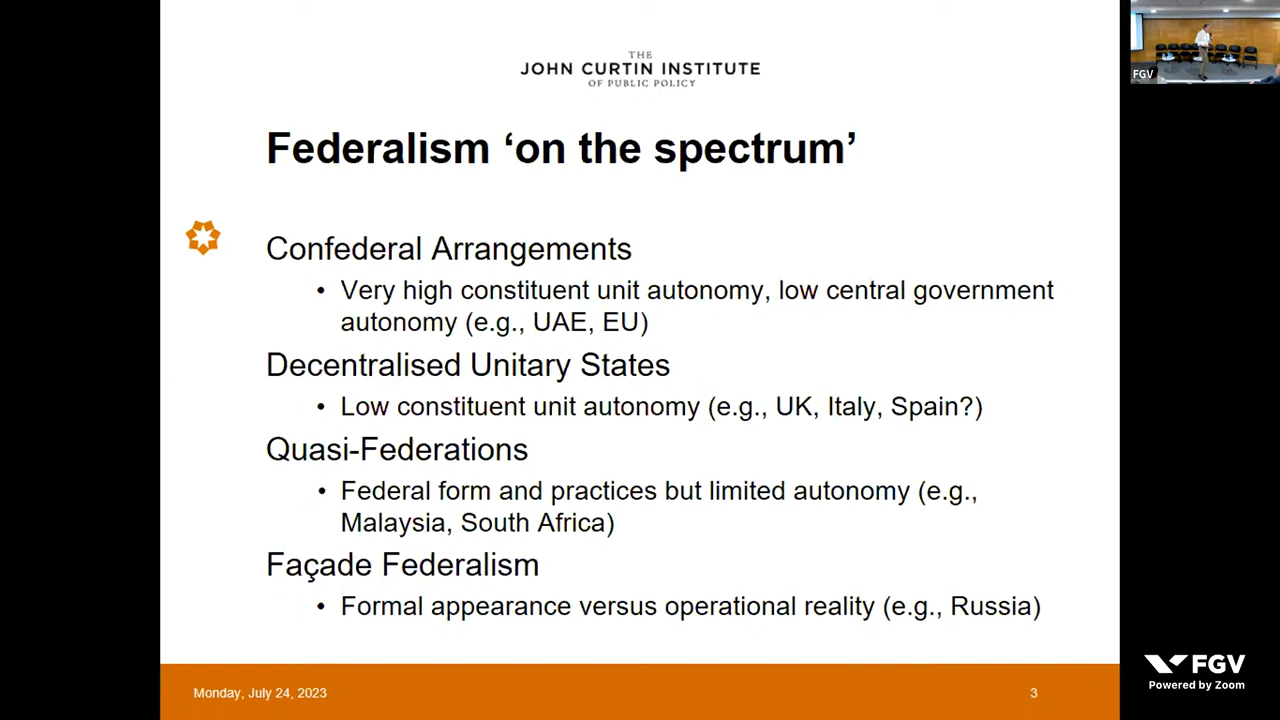 THE
JOHN CURTIN INSTITUTE
OF PUBLIC POLICY
FGV
Federalism ‘on the spectrum’
Confederal Arrangements
• Very high constituent unit autonomy, low central government
autonomy (e.g., UAE, EU)
Decentralised Unitary States
• Low constituent unit autonomy (e.g., UK, Italy, Spain?)
Quasi-Federations
• Federal form and practices but limited autonomy (e.g.,
Malaysia, South Africa)
Façade Federalism
• Formal appearance versus operational reality (e.g., Russia)
Monday, July 24, 2023
3
FGV
Powered by Zoom